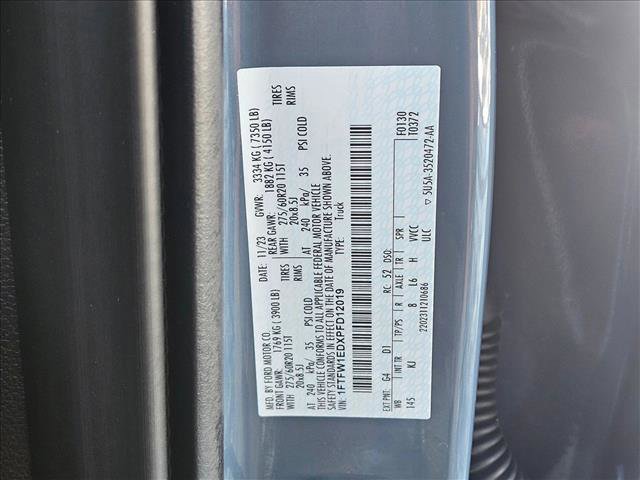 MFD. BY FORD MOTOR CO.
DATE: 11/23 GVWR: 3334 KG ( 7350 LB)
FRONT GAWR: 1769 KG ( 3900 LB) REAR GAWR: 1882 KG ( 4150 LB)
WITH 275/60R20 115T TIRES WITH 275/60R20 115T TIRES
20x8.5J RIMS 20x8.5J RIMS
AT 240 kPa/ 35 PSI COLD AT 240 kPa/ 35 PSI COLD
THIS VEHICLE CONFORMS TO ALL APPLICABLE FEDERAL MOTOR VEHICLE
SAFETY STANDARDS IN EFFECT ON THE DATE OF MANUFACTURE SHOWN ABOVE.
VIN: 1FTFW1EDXPFD12019 TYPE: Truck
F0130
T0372
EXT PNT: G4 D1 RC: 52 DSO:
WB INT TR TP/PS R AXLE TR SPR
145 KJ 8 L6 H VVCC
ULC
2202311210686 ▽ 5U5A-3520472-AA